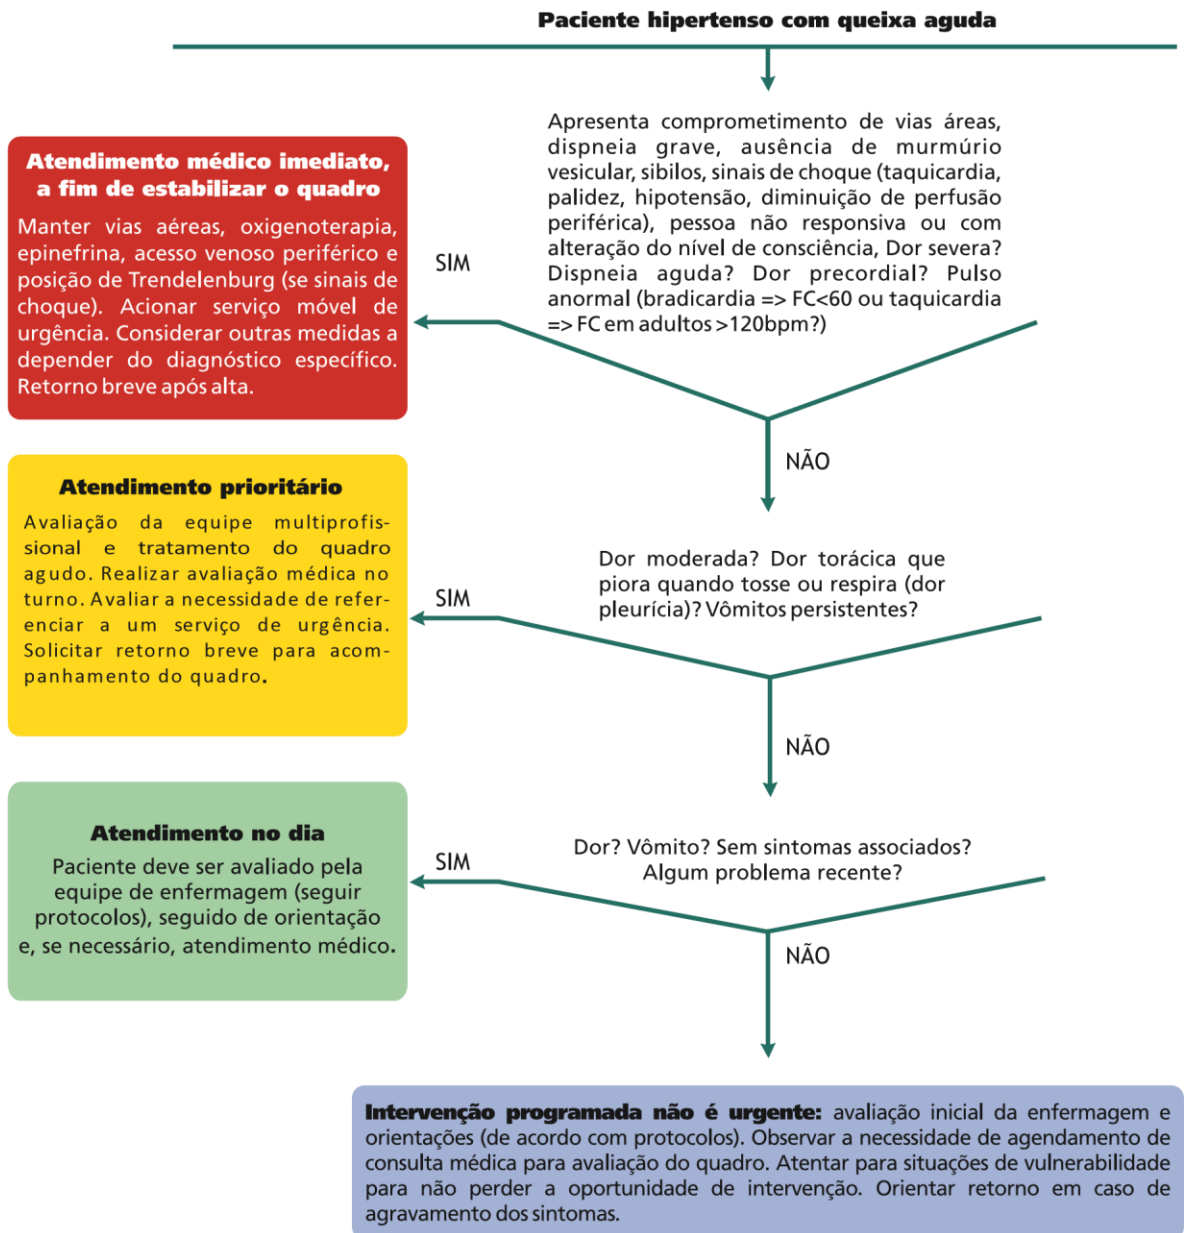 Paciente hipertenso com queixa aguda
Apresenta comprometimento de vias áreas,
dispneia grave, ausência de murmúrio
vesicular, sibilos, sinais de choque (taquicardia,
palidez, hipotensão, diminuição de perfusão
periférica), pessoa não responsiva ou com
alteração do nível de consciência, Dor severa?
Dispneia aguda? Dor precordial? Pulso
anormal (bradicardia => FC<60 ou taquicardia
=> FC em adultos >120bpm?)
SIM
Atendimento médico imediato,
a fim de estabilizar o quadro
Manter vias aéreas, oxigenoterapia,
epinefrina, acesso venoso periférico e
posição de Trendelenburg (se sinais de
choque). Acionar serviço móvel de
urgência. Considerar outras medidas a
depender do diagnóstico específico.
Retorno breve após alta.
NÃO
Dor moderada? Dor torácica que
piora quando tosse ou respira (dor
pleurícia)? Vômitos persistentes?
SIM
Atendimento prioritário
Avaliação da equipe multiprofis-
sional e tratamento do quadro
agudo. Realizar avaliação médica no
turno. Avaliar a necessidade de refer-
enciar a um serviço de urgência.
Solicitar retorno breve para acom-
panhamento do quadro.
NÃO
Dor? Vômito? Sem sintomas associados?
Algum problema recente?
SIM
Atendimento no dia
Paciente deve ser avaliado pela
equipe de enfermagem (seguir
protocolos), seguido de orientação
e, se necessário, atendimento médico.
NÃO
Intervenção programada não é urgente: avaliação inicial da enfermagem e
orientações (de acordo com protocolos). Observar a necessidade de agendamento de
consulta médica para avaliação do quadro. Atentar para situações de vulnerabilidade
para não perder a oportunidade de intervenção. Orientar retorno em caso de
agravamento dos sintomas.